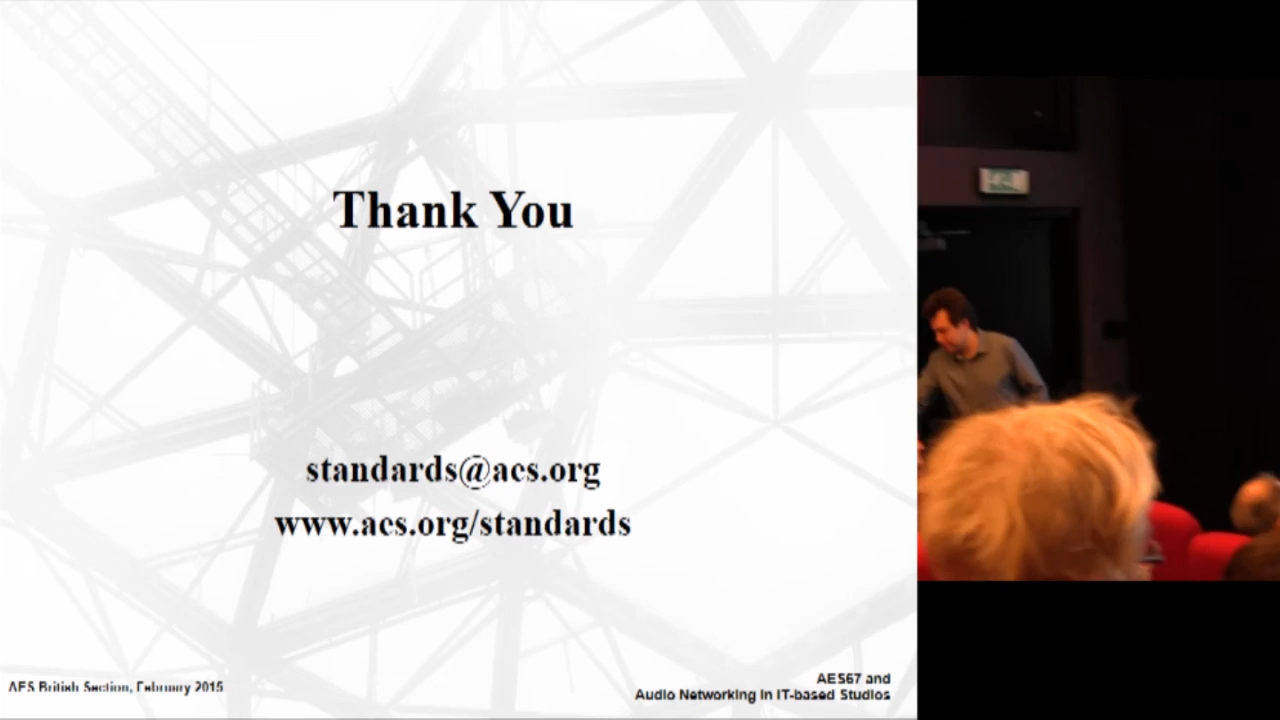 Thank You
standards@aes.org
www.aes.org/standards
AES British Section, February 2015
AES67 and
Audio Networking in IT-based Studios